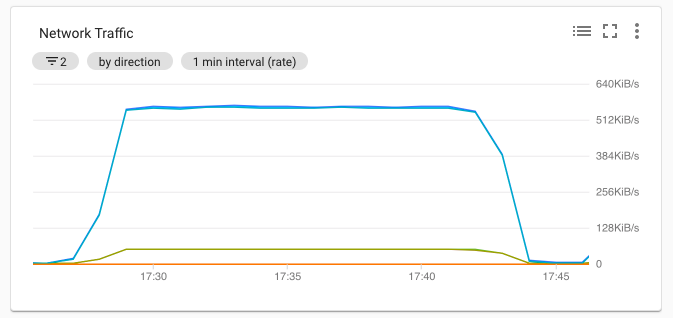 Network Traffic
2 by direction 1 min interval (rate)
640KiB/s
512KiB/s
384KiB/s
256KiB/s
128KiB/s
0
17:30 17:35 17:40 17:45